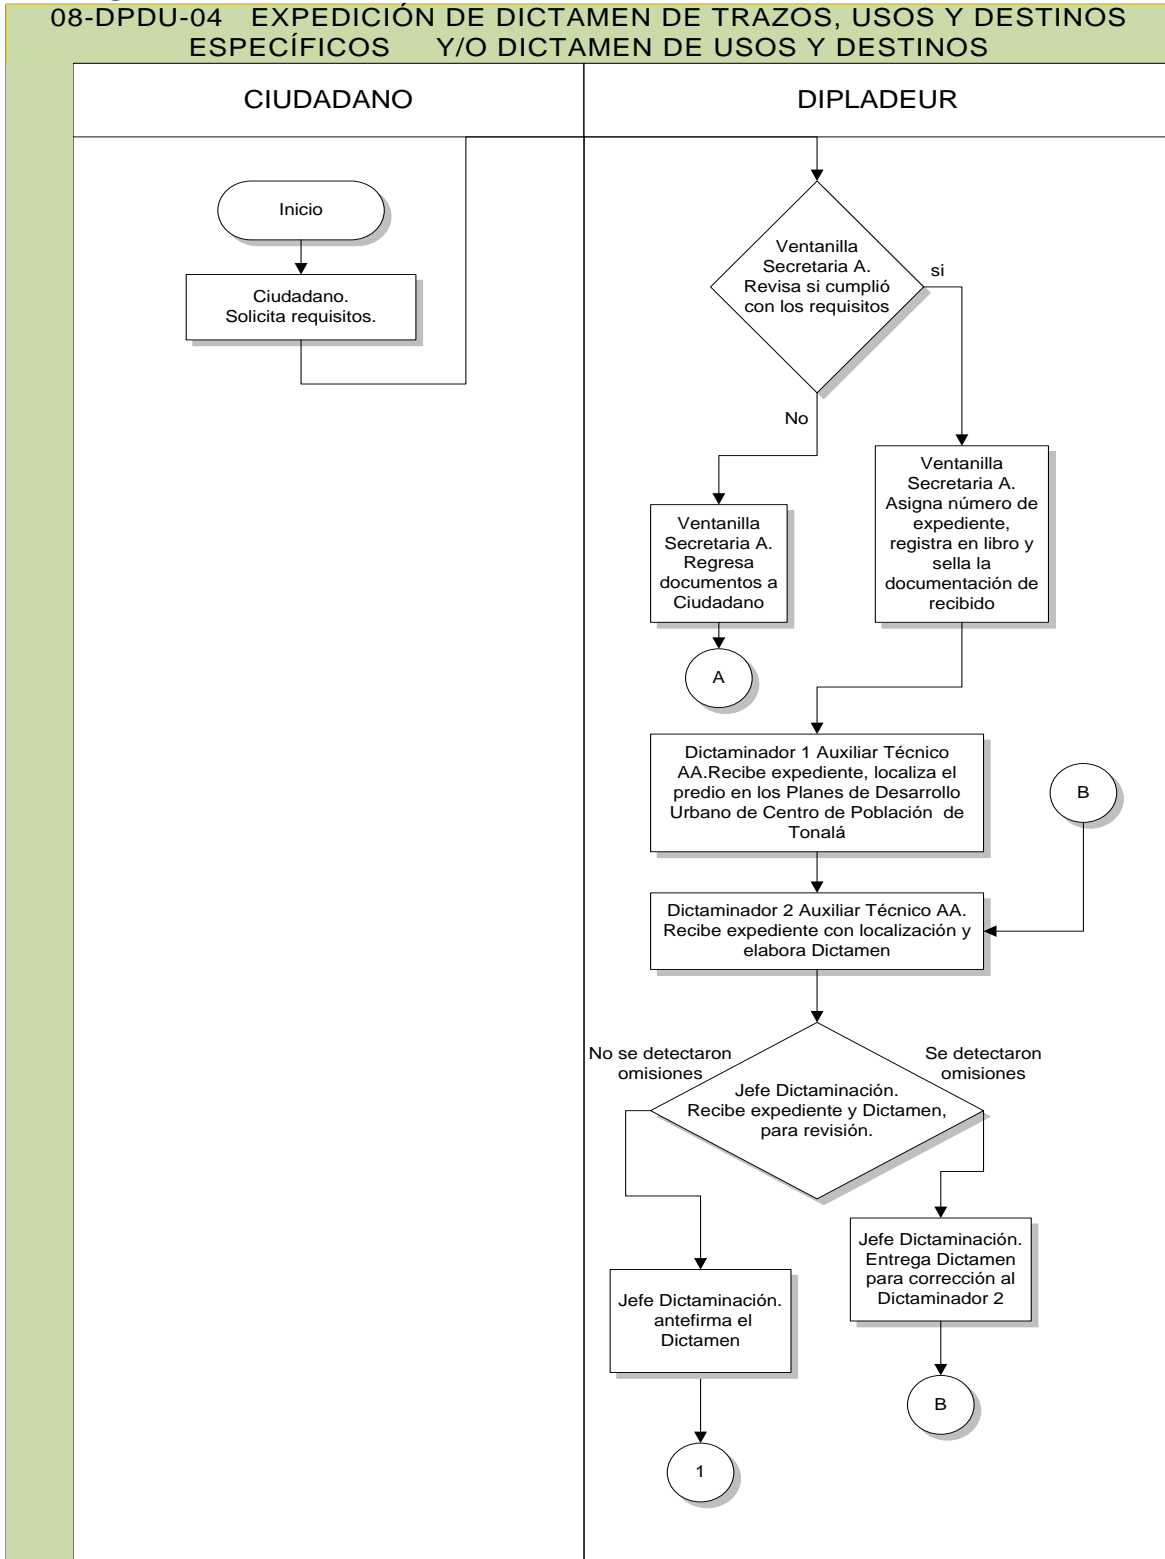 08-DPDU-04 EXPEDICIÓN DE DICTAMEN DE TRAZOS, USOS Y DESTINOS
ESPECÍFICOS Y/O DICTAMEN DE USOS Y DESTINOS
CIUDADANO
DIPLADEUR
Inicio
Ciudadano.
Solicita requisitos.
Ventanilla
Secretaria A.
Revisa si cumplió
con los requisitos
si
No
Ventanilla
Secretaria A.
Regresa
documentos a
Ciudadano
Ventanilla
Secretaria A.
Asigna número de
expediente,
registra en libro y
sella la
documentación de
recibido
A
Dictaminador 1 Auxiliar Técnico
AA.Recibe expediente, localiza el
predio en los Planes de Desarrollo
Urbano de Centro de Población de
Tonalá
B
Dictaminador 2 Auxiliar Técnico AA.
Recibe expediente con localización y
elabora Dictamen
No se detectaron
omisiones
Se detectaron
omisiones
Jefe Dictaminación.
Recibe expediente y Dictamen,
para revisión.
Jefe Dictaminación.
Entrega Dictamen
para corrección al
Dictaminador 2
Jefe Dictaminación.
antefirma el
Dictamen
B
1